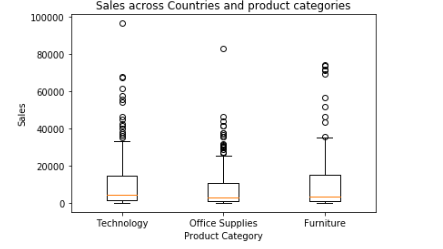 Sales across Countries and product categories
100000
80000
60000
40000
20000
0
Sales
Technology Office Supplies Furniture
Product Category